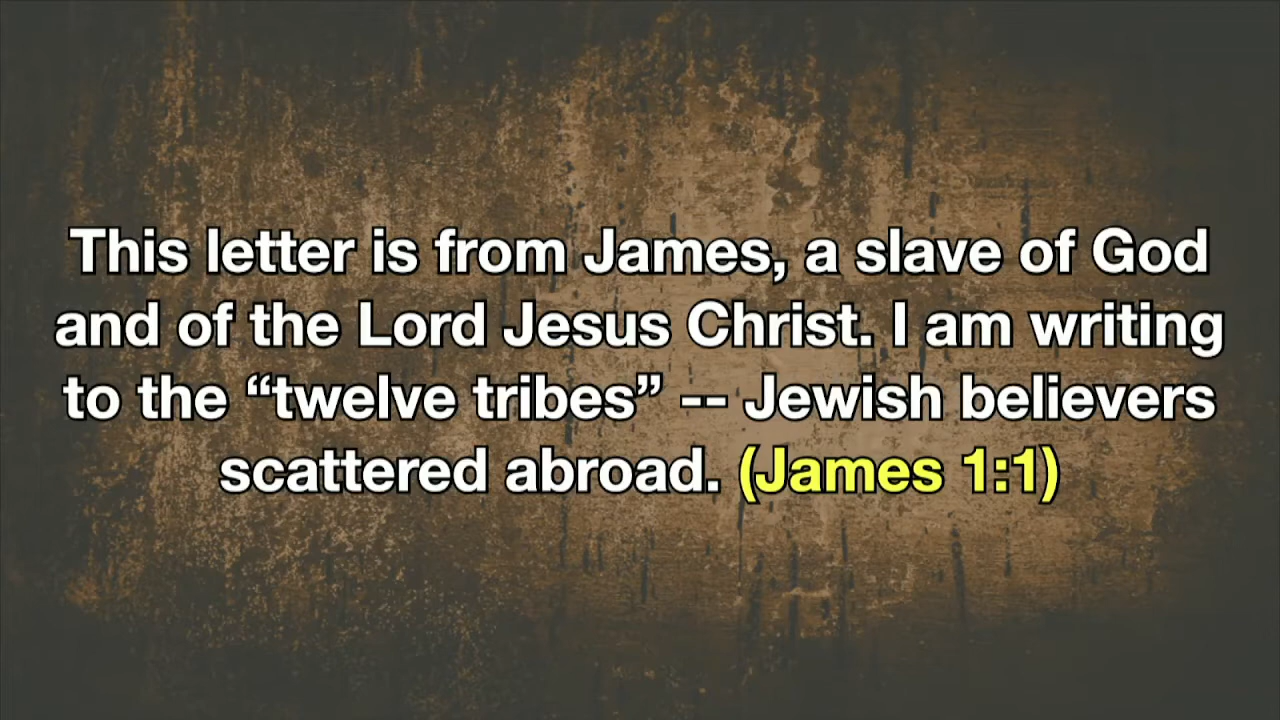 This letter is from James, a slave of God
and of the Lord Jesus Christ. I am writing
to the “twelve tribes” -- Jewish believers
scattered abroad. (James 1:1)